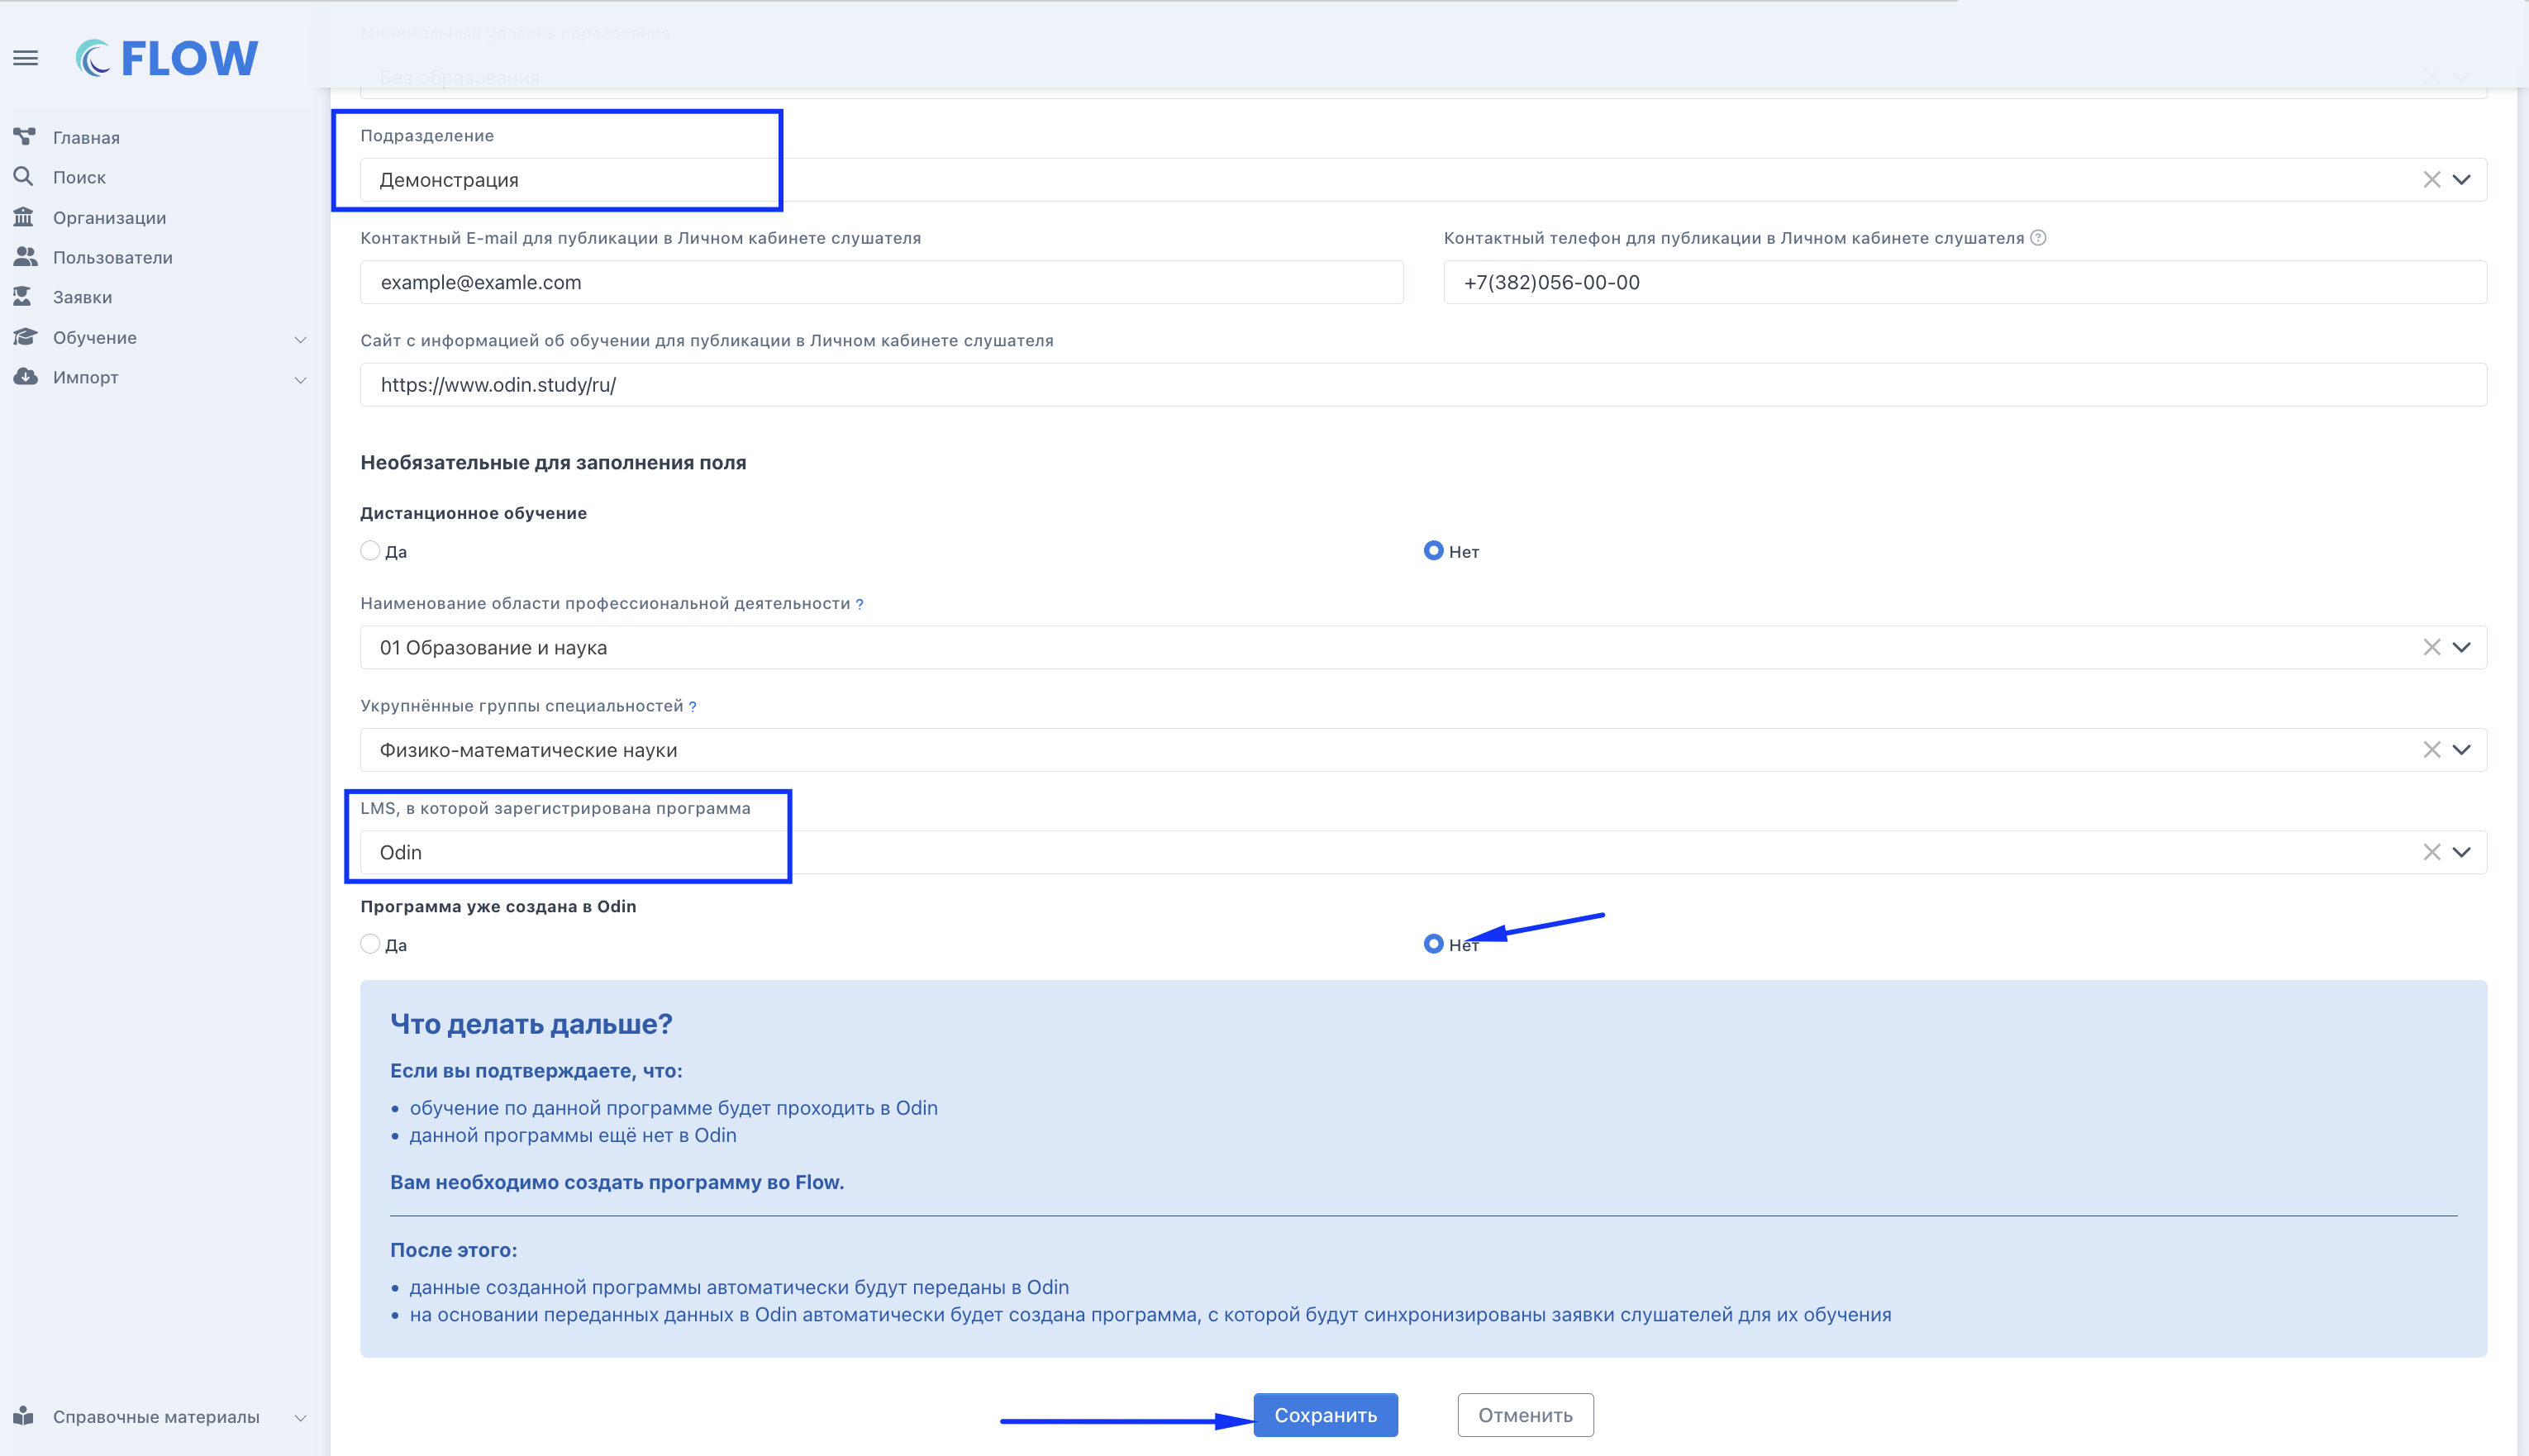 Минимальный уровень образования
Без образования
FLOW
Главная
Поиск
Организации
Пользователи
Заявки
Обучение
Импорт
Справочные материалы
Подразделение
Демонстрация
Контактный E-mail для публикации в Личном кабинете слушателя
example@examle.com
Контактный телефон для публикации в Личном кабинете слушателя ?
+7(382)056-00-00
Сайт с информацией об обучении для публикации в Личном кабинете слушателя
https://www.odin.study/ru/
Необязательные для заполнения поля
Дистанционное обучение
Да
Нет
Наименование области профессиональной деятельности ?
01 Образование и наука
Укрупнённые группы специальностей ?
Физико-математические науки
LMS, в которой зарегистрирована программа
Odin
Программа уже создана в Odin
Да
Нет
Что делать дальше?
Если вы подтверждаете, что:
• обучение по данной программе будет проходить в Odin
• данной программы ещё нет в Odin
Вам необходимо создать программу во Flow.
После этого:
• данные созданной программы автоматически будут переданы в Odin
• на основании переданных данных в Odin автоматически будет создана программа, с которой будут синхронизированы заявки слушателей для их обучения
Сохранить
Отменить